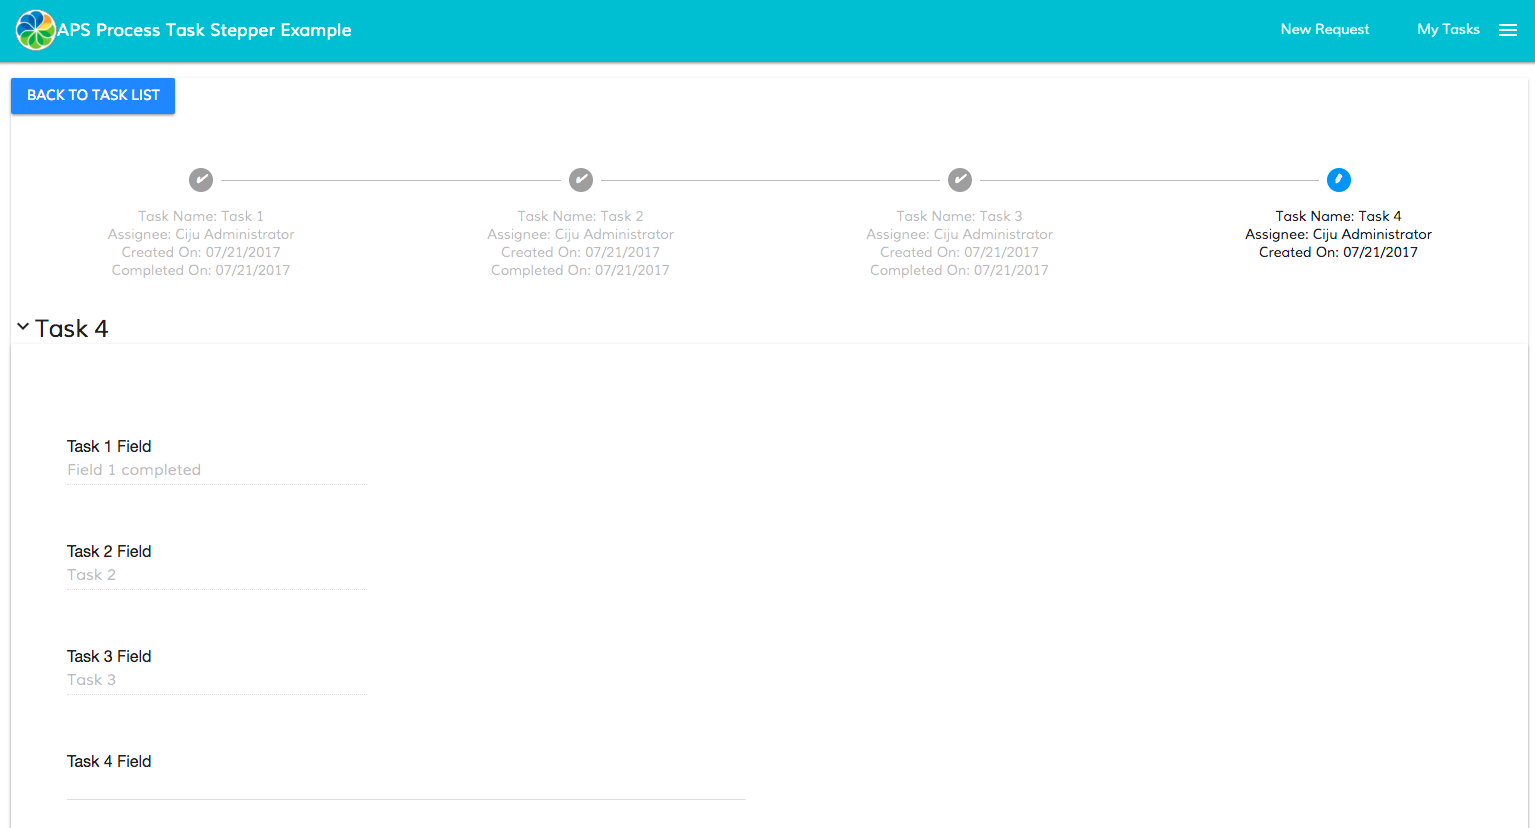 APS Process Task Stepper Example
New Request
My Tasks
BACK TO TASK LIST
Task Name: Task 1
Assignee: Ciju Administrator
Created On: 07/21/2017
Completed On: 07/21/2017
Task Name: Task 2
Assignee: Ciju Administrator
Created On: 07/21/2017
Completed On: 07/21/2017
Task Name: Task 3
Assignee: Ciju Administrator
Created On: 07/21/2017
Completed On: 07/21/2017
Task Name: Task 4
Assignee: Ciju Administrator
Created On: 07/21/2017
Task 4
Task 1 Field
Field 1 completed
Task 2 Field
Task 2
Task 3 Field
Task 3
Task 4 Field